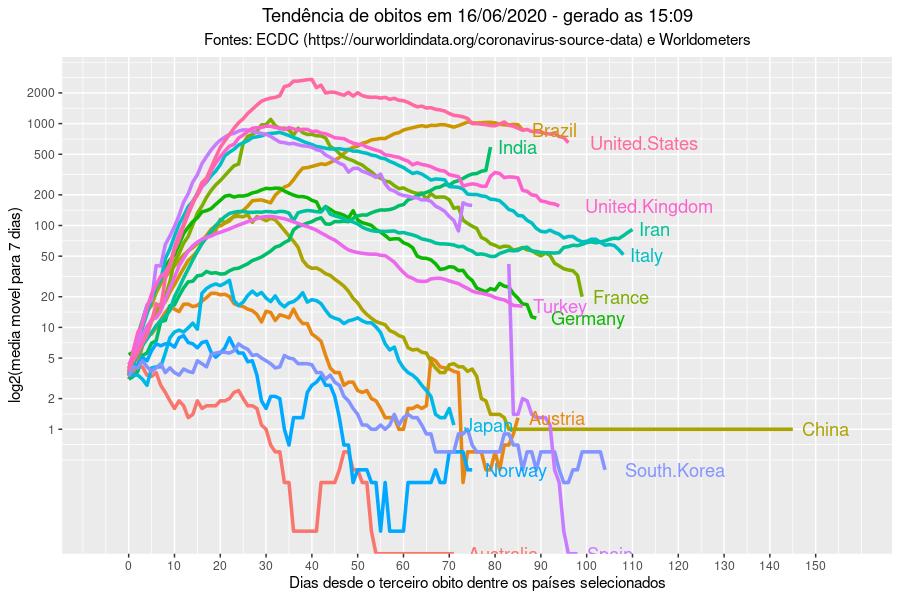 Tendência de obitos em 16/06/2020 - gerado as 15:09
Fontes: ECDC (https://ourworldindata.org/coronavirus-source-data) e Worldometers
log2(media movel para 7 dias)
2000
1000
500
200
100
50
20
10
5
2
1
Brazil
United.States
India
United.Kingdom
Iran
Italy
France
Turkey
Germany
Austria
Japan
China
Norway
South.Korea
Australia
Spain
0 10 20 30 40 50 60 70 80 90 100 110 120 130 140 150
Dias desde o terceiro obito dentre os países selecionados